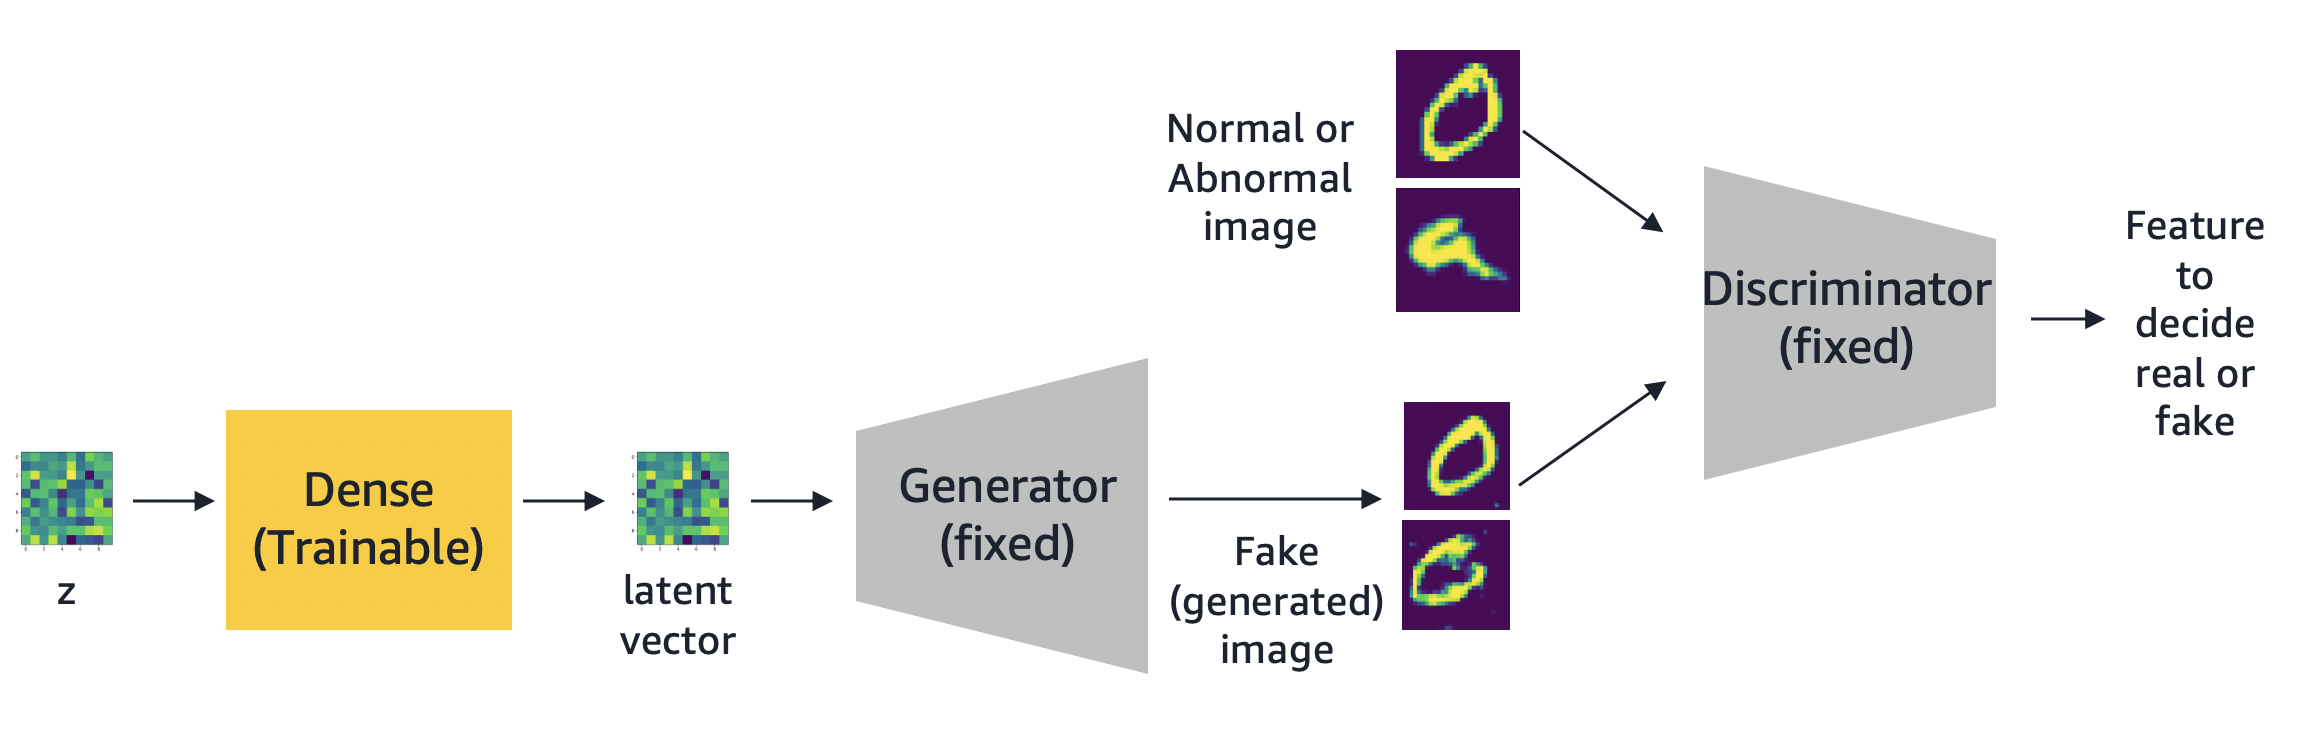 z
Dense
(Trainable)
latent
vector
Generator
(fixed)
Normal or
Abnormal
image
Fake
(generated)
image
Discriminator
(fixed)
Feature
to
decide
real or
fake